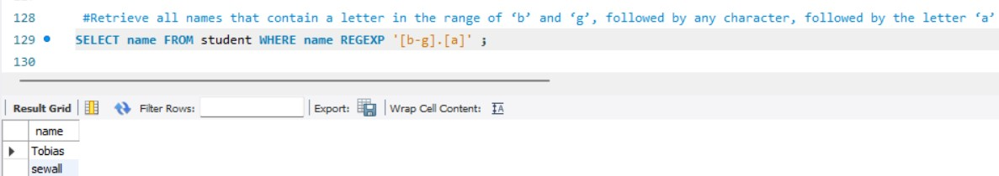 128 #Retrieve all names that contain a letter in the range of ‘b’ and ‘g’, followed by any character, followed by the letter ‘a’
129 SELECT name FROM student WHERE name REGEXP '[b-g].[a]' ;
130
Result Grid Filter Rows: Export: Wrap Cell Content: IA
name
Tobias
sewall